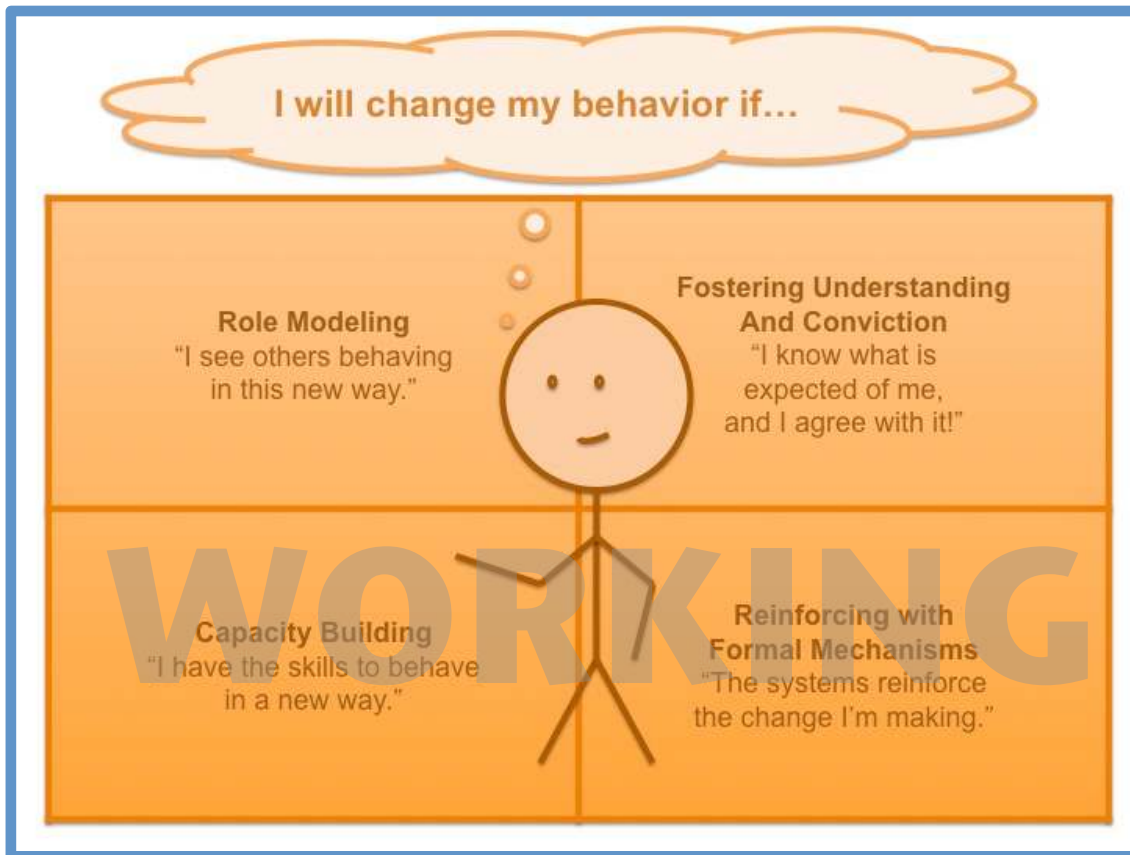 I will change my behavior if…
Role Modeling
“I see others behaving
in this new way.”
Fostering Understanding
And Conviction
“I know what is
expected of me,
and I agree with it!”
Capacity Building
“I have the skills to behave
in a new way.”
Reinforcing with
Formal Mechanisms
“The systems reinforce
the change I’m making.”
WORKING